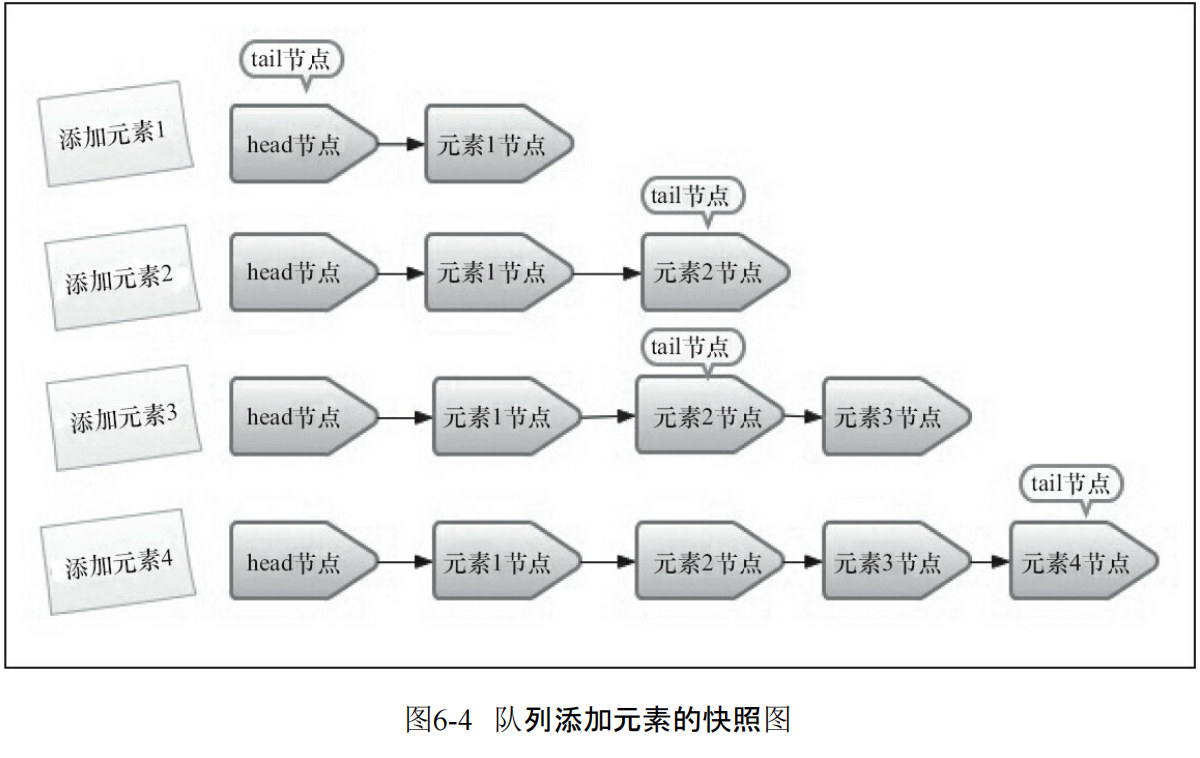 tail节点
添加元素1
head节点
元素1节点
tail节点
添加元素2
head节点
元素1节点
元素2节点
tail节点
添加元素3
head节点
元素1节点
元素2节点
元素3节点
tail节点
添加元素4
head节点
元素1节点
元素2节点
元素3节点
元素4节点
图6-4 队列添加元素的快照图